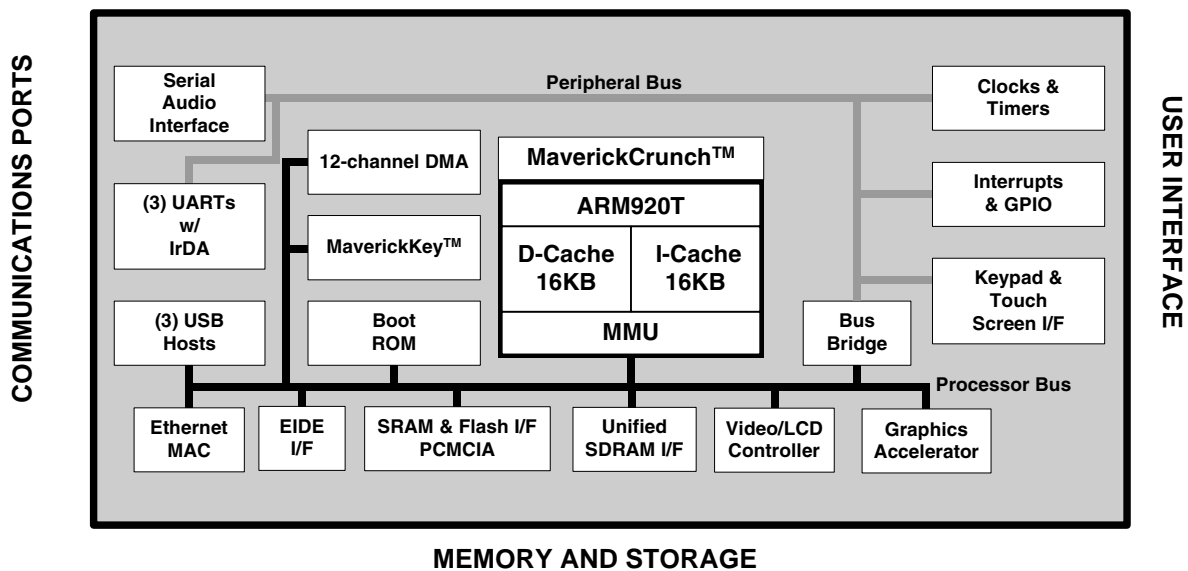 COMMUNICATIONS PORTS
Serial
Audio
Interface
Peripheral Bus
Clocks &
Timers
12-channel DMA
MaverickCrunch™
(3) UARTs
w/
IrDA
ARM920T
Interrupts
& GPIO
MaverickKey™
D-Cache
16KB
I-Cache
16KB
Keypad &
Touch
Screen I/F
(3) USB
Hosts
Boot
ROM
MMU
Bus
Bridge
Processor Bus
Ethernet
MAC
EIDE
I/F
SRAM & Flash I/F
PCMCIA
Unified
SDRAM I/F
Video/LCD
Controller
Graphics
Accelerator
USER INTERFACE
MEMORY AND STORAGE